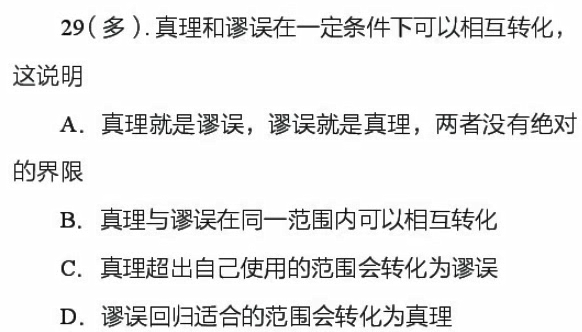 29(多).真理和谬误在一定条件下可以相互转化，
这说明
A．真理就是谬误，谬误就是真理，两者没有绝对
的界限
B．真理与谬误在同一范围内可以相互转化
C．真理超出自己使用的范围会转化为谬误
D．谬误回归适合的范围会转化为真理